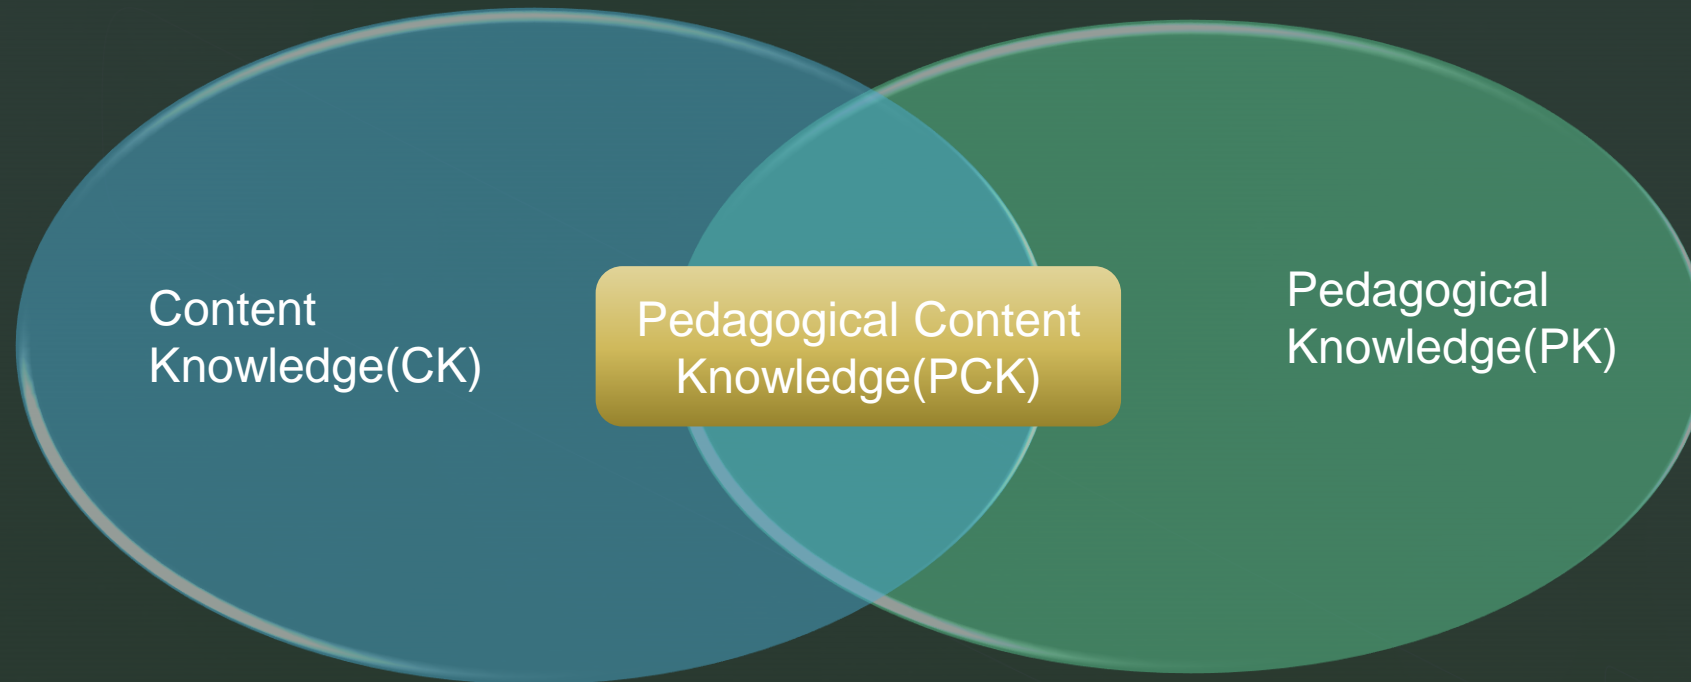 Content
Knowledge(CK)
Pedagogical Content
Knowledge(PCK)
Pedagogical
Knowledge(PK)